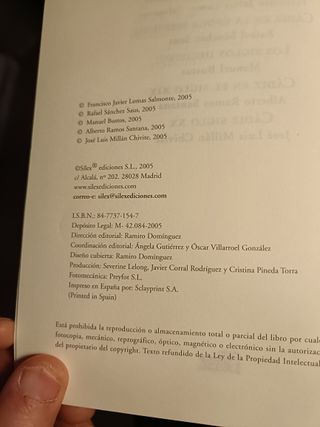 © Francisco Javier Lomas Salmonte, 2005
© Rafael Sánchez Saus, 2005
© Manuel Bustos, 2005
© Alberto Ramos Santana, 2005
© José Luis Millán Chivite, 2005
©Sílex® ediciones S.L., 2005
c/ Alcalá, nº 202, 28028 Madrid
www.silexediciones.com
correo-e: silex@silexediciones.com
I.S.B.N.: 84-7737-154-7
Depósito Legal: M- 42.084-2005
Dirección editorial: Ramiro Domínguez
Coordinación editorial: Ángela Gutiérrez y Óscar Villarroel González
Diseño cubierta: Ramiro Domínguez
Producción: Severine Lelong, Javier Corral Rodríguez y Cristina Pineda Torra
Fotomecánica: Preyfot S.L.
Impreso en España por: Sclayprint S.A.
(Printed in Spain)
Está prohibida la reproducción o almacenamiento total o parcial del libro por
fotocopia, mecánico, reprográfico, óptico, magnético o electrónico sin la
del propietario del copyright. Texto refundido de la Ley de la Propiedad